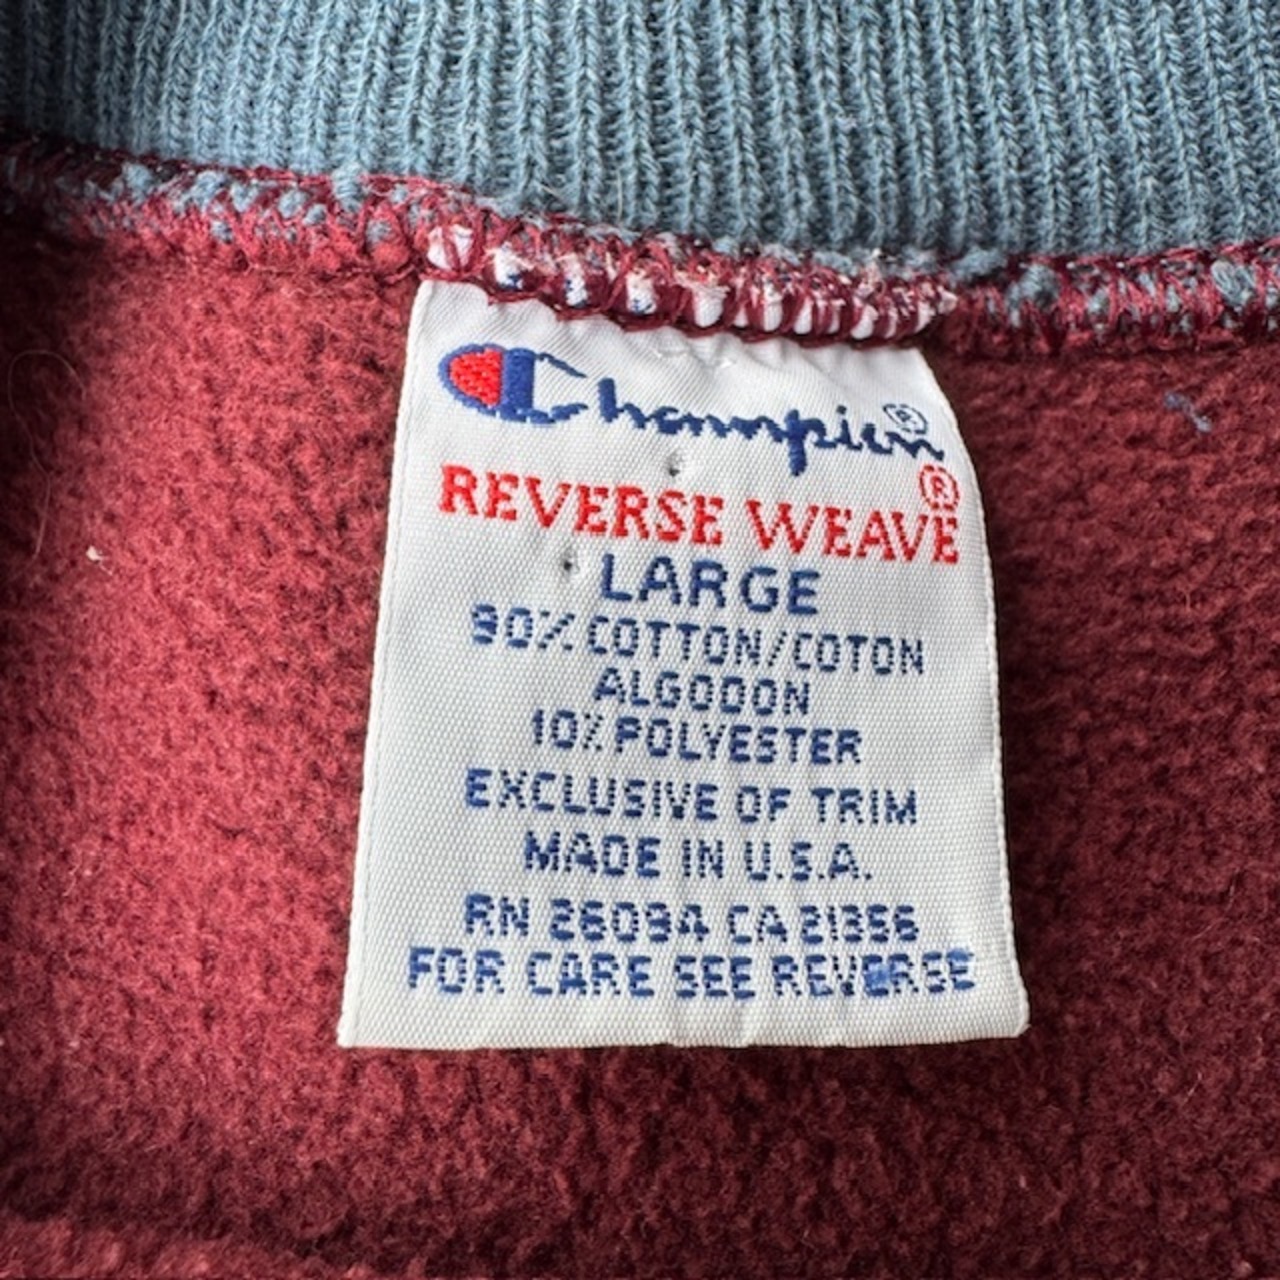 Champion®
REVERSE WEAVE®
LARGE
90% COTTON/COTON
ALGODON
10% POLYESTER
EXCLUSIVE OF TRIM
MADE IN U.S.A.
RN 26094 CA 21356
FOR CARE SEE REVERSE